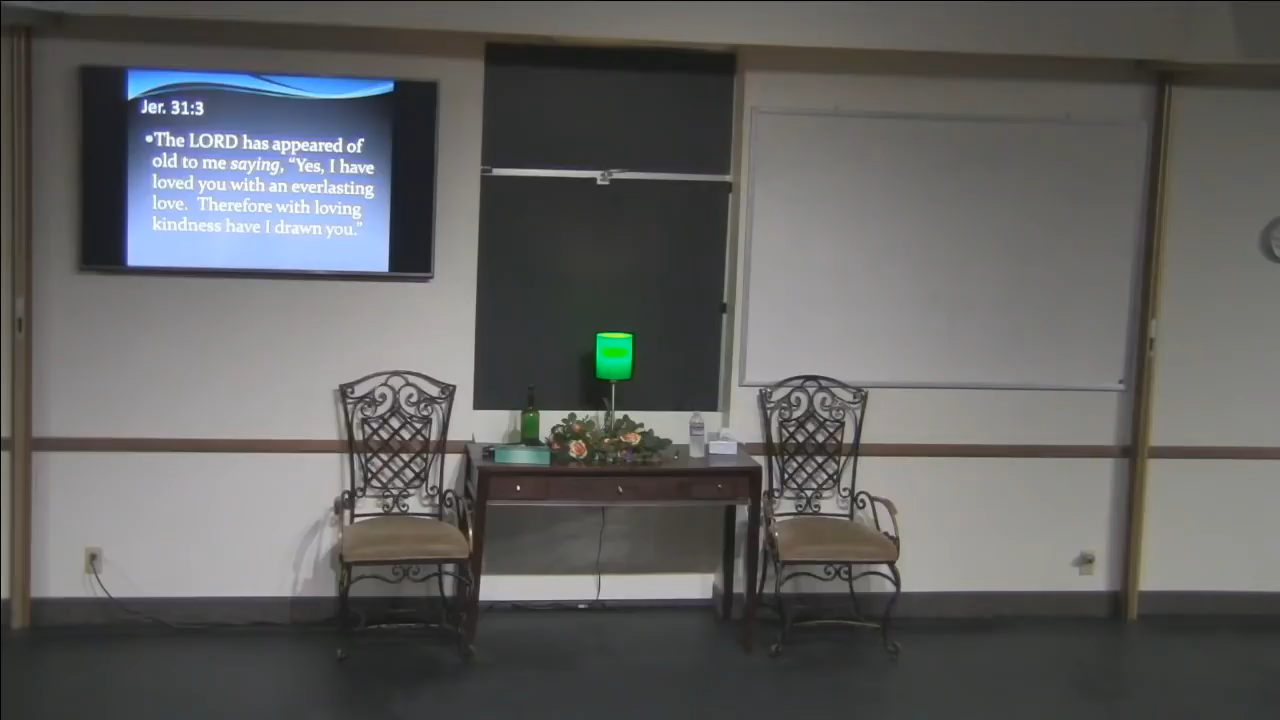 Jer. 31:3
•The LORD has appeared of
old to me saying, “Yes, I have
loved you with an everlasting
love.  Therefore with loving
kindness have I drawn you.”